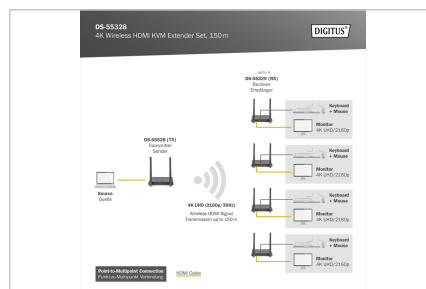 DS-55328
4K Wireless HDMI KVM Extender Set, 150 m
DIGITUS®
... up to 4
DS-55329 (RX)
Receiver
Empfänger
Keyboard
+ Mouse
Monitor
4K UHD/2160p
DS-55328 (TX)
Transmitter
Sender
Keyboard
+ Mouse
Monitor
4K UHD/2160p
Source
Quelle
4K UHD (2160p/30Hz)
Wireless HDMI Signal
Transmission up to 150 m
Keyboard
+ Mouse
Monitor
4K UHD/2160p
Keyboard
+ Mouse
Monitor
4K UHD/2160p
Point-to-Multipoint Connection
Punkt-zu-Multipunkt Verbindung
HDMI Cable